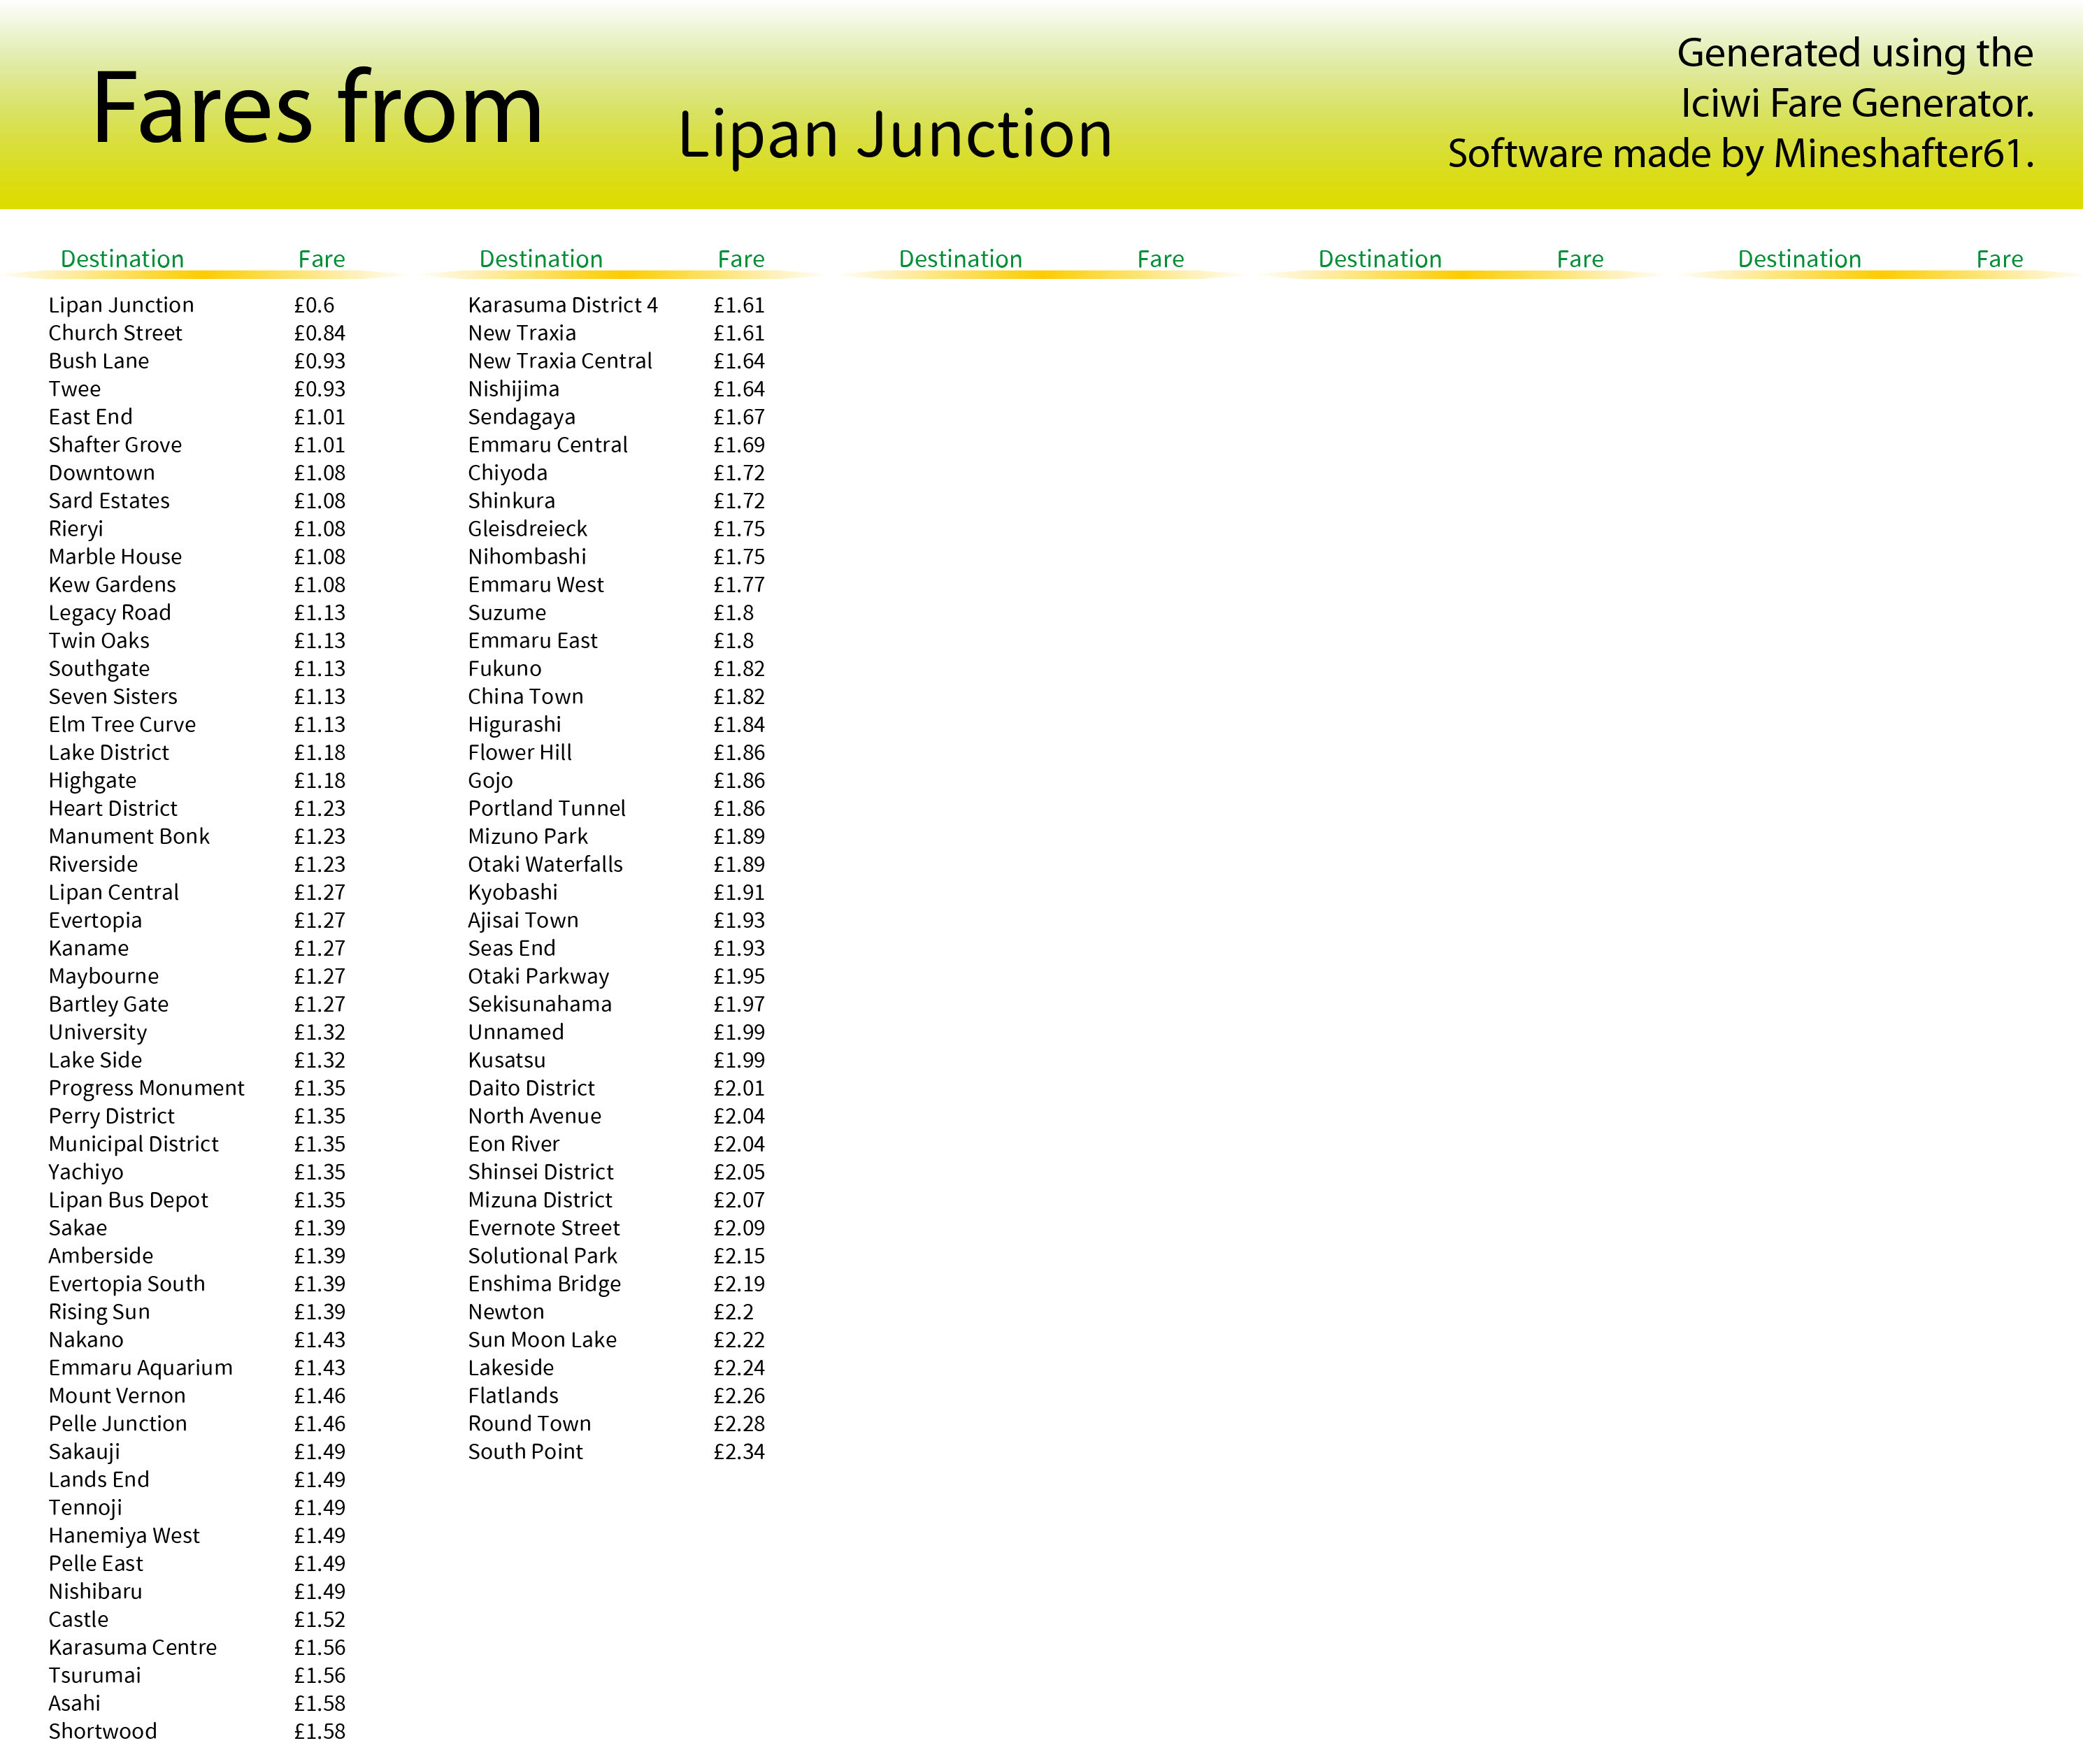 Fares from
Lipan Junction
Generated using the
Iciwi Fare Generator.
Software made by Mineshafter61.
Destination Fare Destination Fare Destination Fare Destination Fare Destination Fare
Lipan Junction £0.6
Church Street £0.84
Bush Lane £0.93
Twee £0.93
East End £1.01
Shafter Grove £1.01
Downtown £1.08
Sard Estates £1.08
Rieryi £1.08
Marble House £1.08
Kew Gardens £1.08
Legacy Road £1.13
Twin Oaks £1.13
Southgate £1.13
Seven Sisters £1.13
Elm Tree Curve £1.13
Lake District £1.18
Highgate £1.18
Heart District £1.23
Manument Bonk £1.23
Riverside £1.23
Lipan Central £1.27
Evertopia £1.27
Kaname £1.27
Maybourne £1.27
Bartley Gate £1.27
University £1.32
Lake Side £1.32
Progress Monument £1.35
Perry District £1.35
Municipal District £1.35
Yachiyo £1.35
Lipan Bus Depot £1.35
Sakae £1.39
Amberside £1.39
Evertopia South £1.39
Rising Sun £1.39
Nakano £1.43
Emmaru Aquarium £1.43
Mount Vernon £1.46
Pelle Junction £1.46
Sakauji £1.49
Lands End £1.49
Tennoji £1.49
Hanemiya West £1.49
Pelle East £1.49
Nishibaru £1.49
Castle £1.52
Karasuma Centre £1.56
Tsurumai £1.56
Asahi £1.58
Shortwood £1.58
Karasuma District 4 £1.61
New Traxia £1.61
New Traxia Central £1.64
Nishijima £1.64
Sendagaya £1.67
Emmaru Central £1.69
Chiyoda £1.72
Shinkura £1.72
Gleisdreieck £1.75
Nihombashi £1.75
Emmaru West £1.77
Suzume £1.8
Emmaru East £1.8
Fukuno £1.82
China Town £1.82
Higurashi £1.84
Flower Hill £1.86
Gojo £1.86
Portland Tunnel £1.86
Mizuno Park £1.89
Otaki Waterfalls £1.89
Kyobashi £1.91
Ajisai Town £1.93
Seas End £1.93
Otaki Parkway £1.95
Sekisunahama £1.97
Unnamed £1.99
Kusatsu £1.99
Daito District £2.01
North Avenue £2.04
Eon River £2.04
Shinsei District £2.05
Mizuna District £2.07
Evernote Street £2.09
Solutional Park £2.15
Enshima Bridge £2.19
Newton £2.2
Sun Moon Lake £2.22
Lakeside £2.24
Flatlands £2.26
Round Town £2.28
South Point £2.34